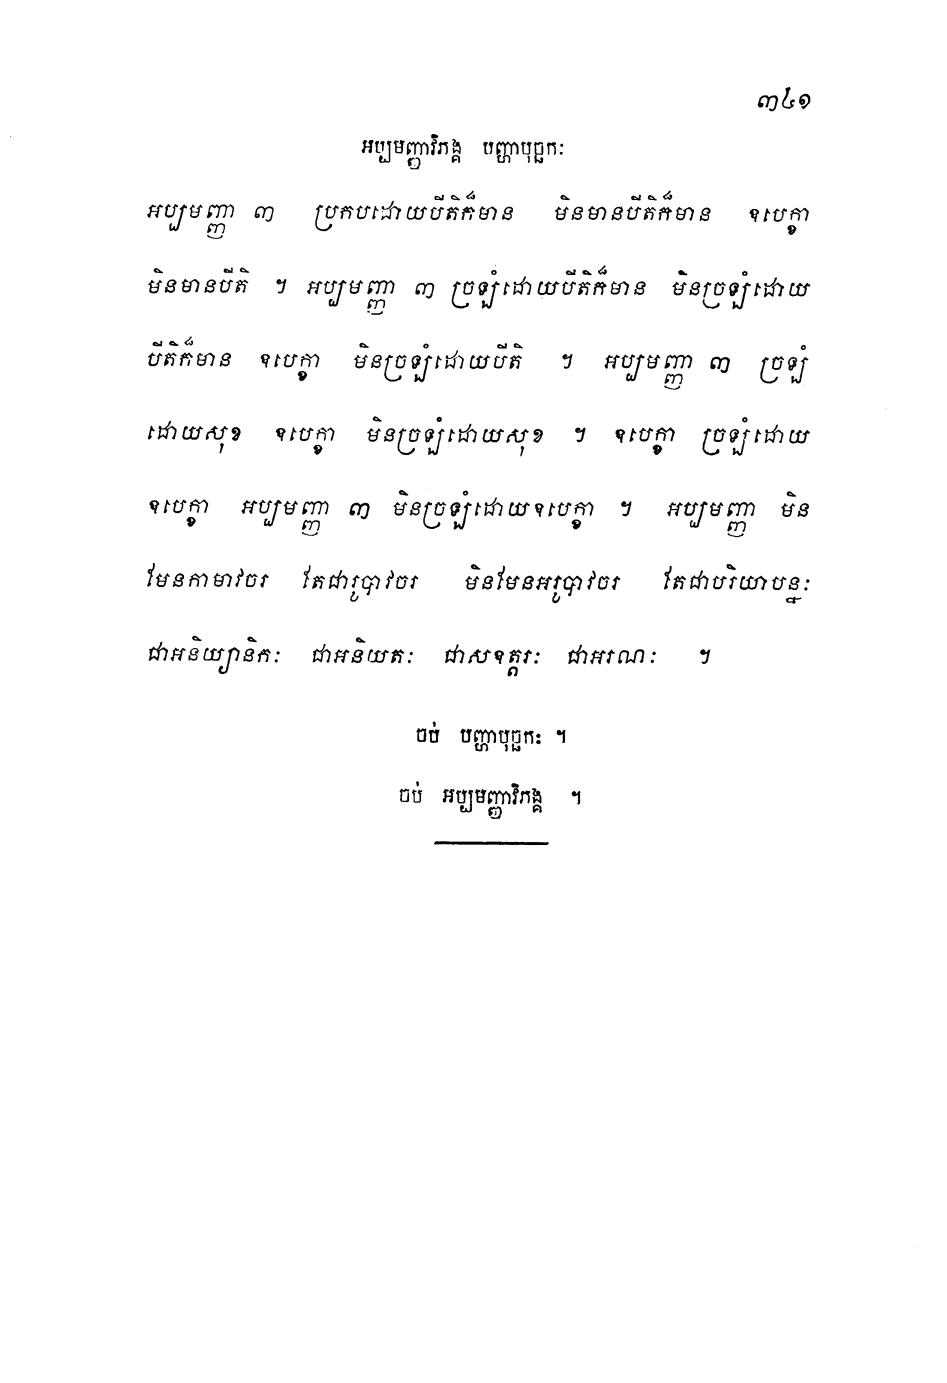 ៣៤១
អប្បមញ្ញាវិភង្គ បញ្ហាបុច្ឆកៈ
អប្បមញ្ញា ៣ ប្រកបដោយបីតិក៏មាន មិនមានបីតិក៏មាន ឧបេក្ខា
មិនមានបីតិ ។ អប្បមញ្ញា ៣ ច្រឡំដោយបីតិក៏មាន មិនច្រឡំដោយ
បីតិក៏មាន ឧបេក្ខា មិនច្រឡំដោយបីតិ ។ អប្បមញ្ញា ៣ ច្រឡំ
ដោយសុខ ឧបេក្ខា មិនច្រឡំដោយសុខ ។ ឧបេក្ខា ច្រឡំដោយ
ឧបេក្ខា អប្បមញ្ញា ៣ មិនច្រឡំដោយឧបេក្ខា ។ អប្បមញ្ញា មិន
មែនកាមាវចរ តែជារូបាវចរ មិនមែនអរូបាវចរ តែជាបរិយាបន្នៈ
ជាអនិយ្យានិកៈ ជាអនិយតៈ ជាសឧត្តរៈ ជាអរណៈ ។
ចប់ បញ្ហាបុច្ឆកៈ ។
ចប់ អប្បមញ្ញាវិភង្គ ។